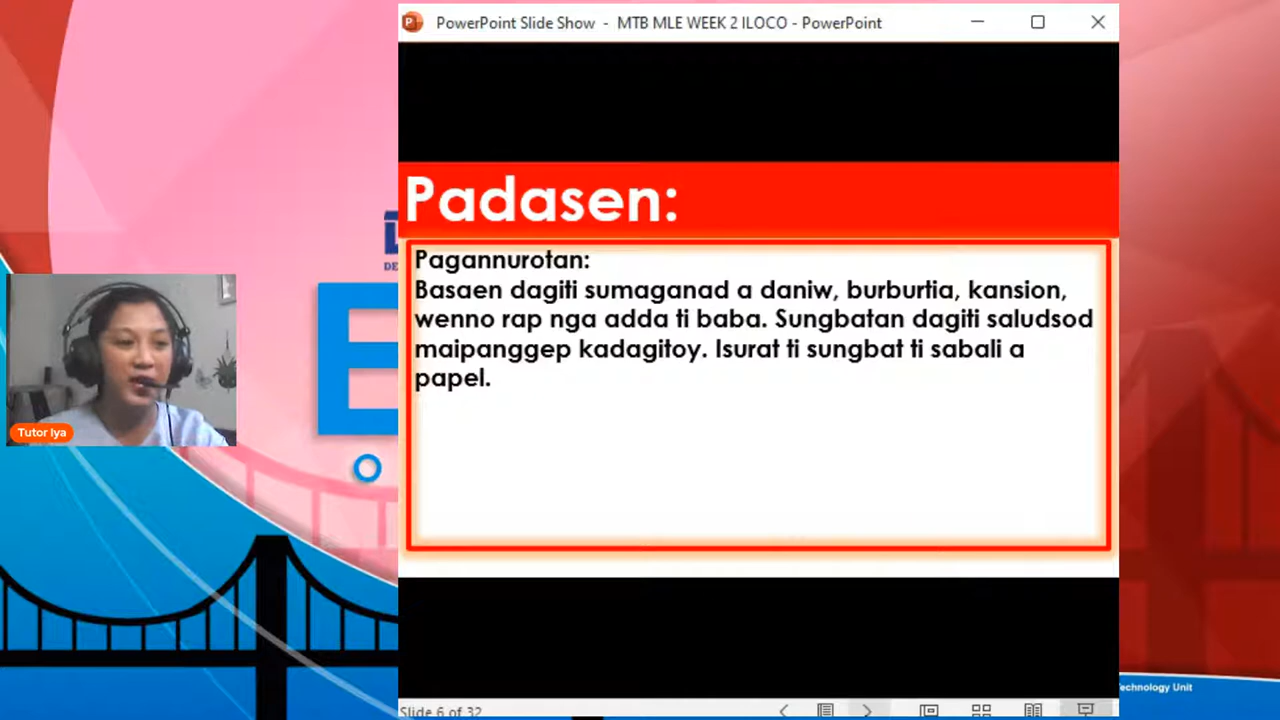 PowerPoint Slide Show - MTB MLE WEEK 2 ILOCO - PowerPoint
Padasen:
Pagannurotan:
Basaen dagiti sumaganad a daniw, burburtia, kansion,
wenno rap nga adda ti baba. Sungbatan dagiti saludsod
maipanggep kadagitoy. Isurat ti sungbat ti sabali a
papel.
Tutor Iya
DE
E
O
Technology Unit
Slide 6 of 32